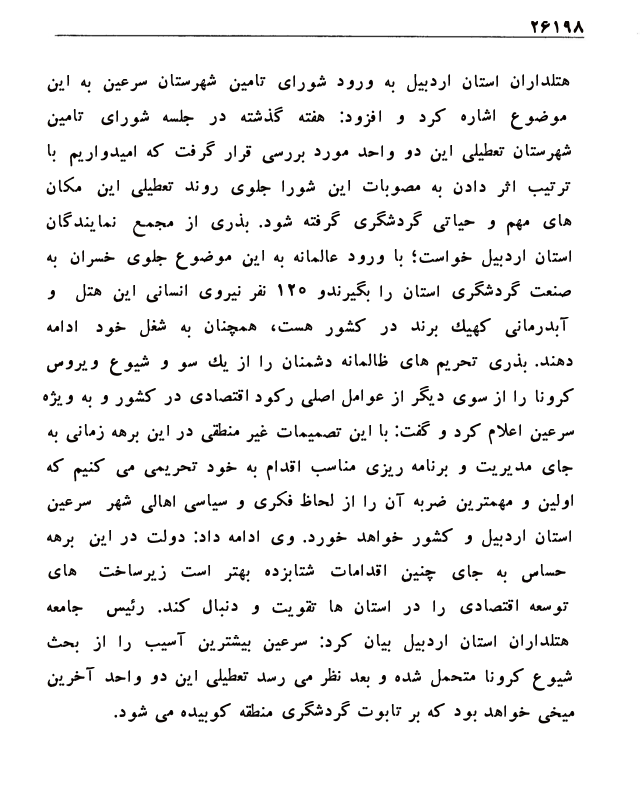 ۲۶۱۹۸
هتلداران استان اردبیل به ورود شورای تامین شهرستان سرعین به این
موضوع اشاره کرد و افزود: هفته گذشته در جلسه شورای تامین
شهرستان تعطیلی این دو واحد مورد بررسی قرار گرفت که امیدواریم با
ترتیب اثر دادن به مصوبات این شورا جلوی روند تعطیلی این مکان
های مهم و حیاتی گردشگری گرفته شود. بذری از مجمع نمایندگان
استان اردبیل خواست؛ با ورود عالمانه به این موضوع جلوی خسران به
صنعت گردشگری استان را بگیرندو ۱۲۵ نفر نیروی انسانی این هتل و
آبدرمانی کهیك برند در کشور هست، همچنان به شغل خود ادامه
دهند. بذری تحریم های ظالمانه دشمنان را از یك سو و شیوع ویروس
کرونا را از سوی دیگر از عوامل اصلی رکود اقتصادی در کشور و به ویژه
سرعین اعلام کرد و گفت: با این تصمیمات غیر منطقی در این برهه زمانی به
جای مدیریت و برنامه ریزی مناسب اقدام به خود تحریمی می کنیم که
اولین و مهمترین ضربه آن را از لحاظ فکری و سیاسی اهالی شهر سرعین
استان اردبیل و کشور خواهد خورد. وی ادامه داد: دولت در این برهه
حساس به جای چنین اقدامات شتابزده بهتر است زیرساخت های
توسعه اقتصادی را در استان ها تقویت و دنبال کند. رئیس جامعه
هتلداران استان اردبیل بیان کرد: سرعین بیشترین آسیب را از بحث
شیوع کرونا متحمل شده و بعد نظر می رسد تعطیلی این دو واحد آخرین
میخی خواهد بود که بر تابوت گردشگری منطقه کوبیده می شود.